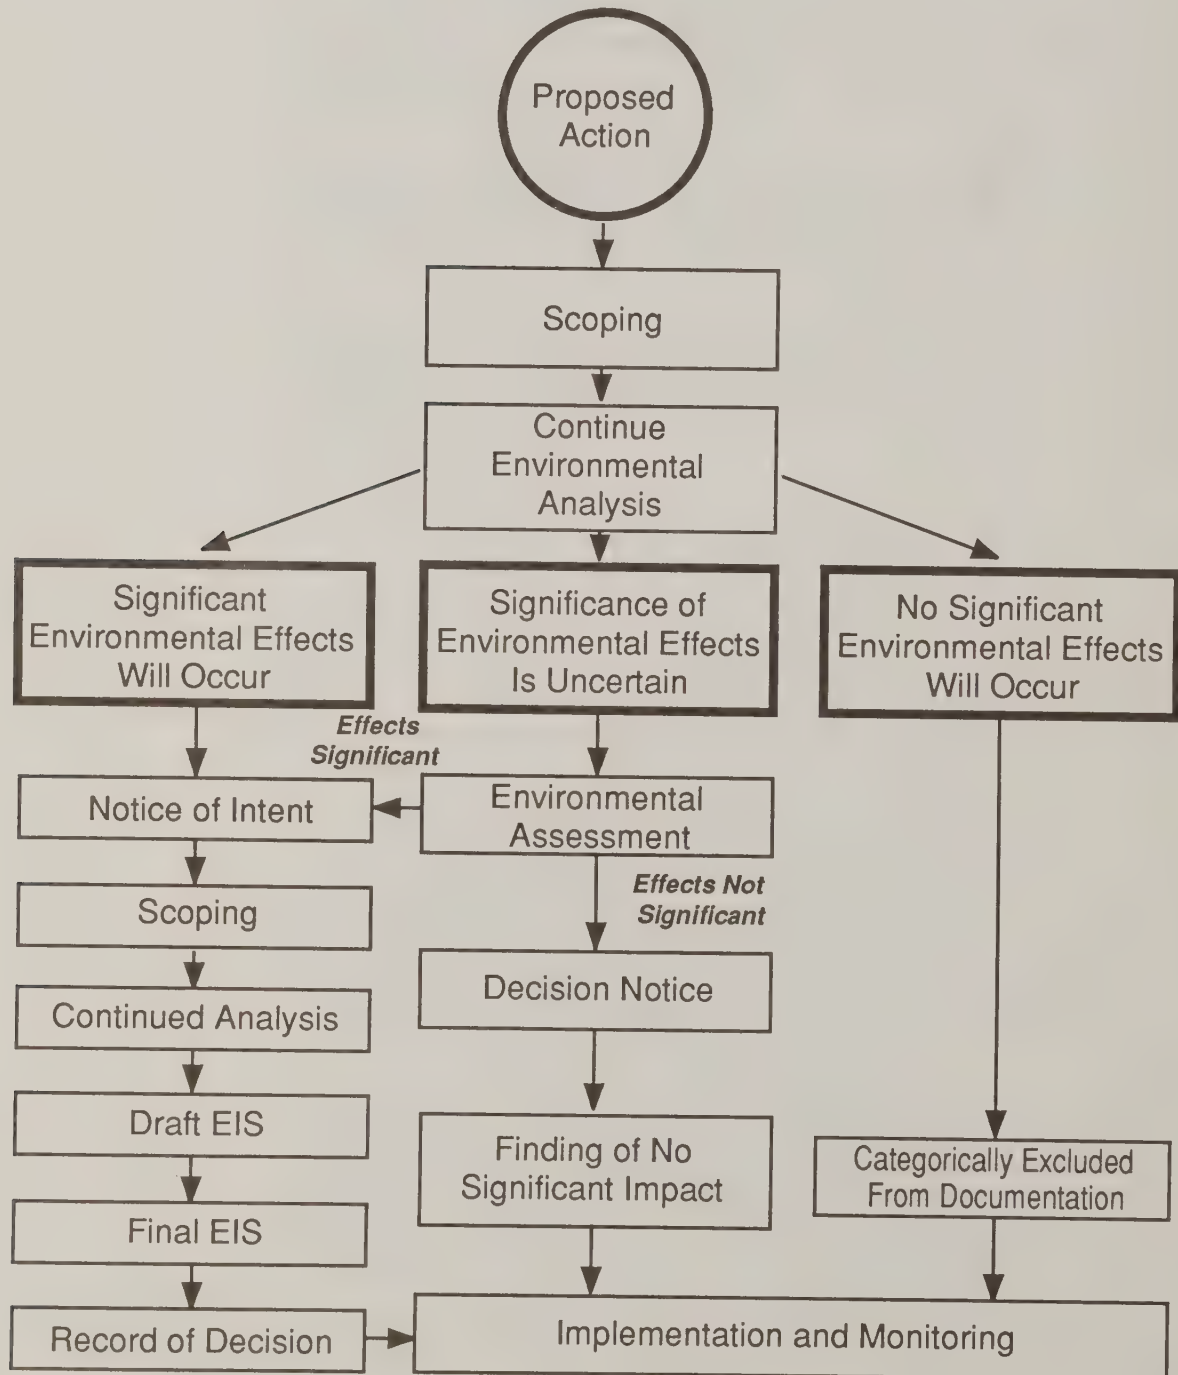 Proposed
Action
Scoping
Continue
Environmental
Analysis
Significant
Environmental Effects
Will Occur
Significance of
Environmental Effects
Is Uncertain
No Significant
Environmental Effects
Will Occur
Effects
Significant
Notice of Intent
Environmental
Assessment
Effects Not
Significant
Scoping
Decision Notice
Continued Analysis
Draft EIS
Finding of No
Significant Impact
Categorically Excluded
From Documentation
Final EIS
Record of Decision
Implementation and Monitoring